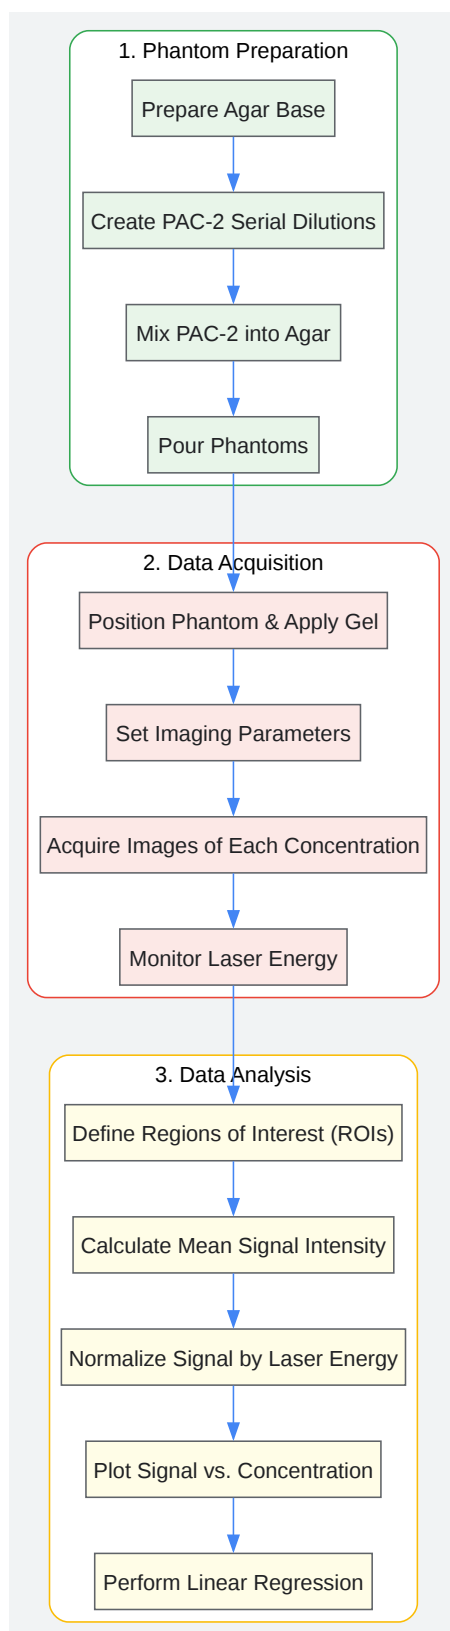 1. Phantom Preparation
Prepare Agar Base
Create PAC-2 Serial Dilutions
Mix PAC-2 into Agar
Pour Phantoms
2. Data Acquisition
Position Phantom & Apply Gel
Set Imaging Parameters
Acquire Images of Each Concentration
Monitor Laser Energy
3. Data Analysis
Define Regions of Interest (ROIs)
Calculate Mean Signal Intensity
Normalize Signal by Laser Energy
Plot Signal vs. Concentration
Perform Linear Regression